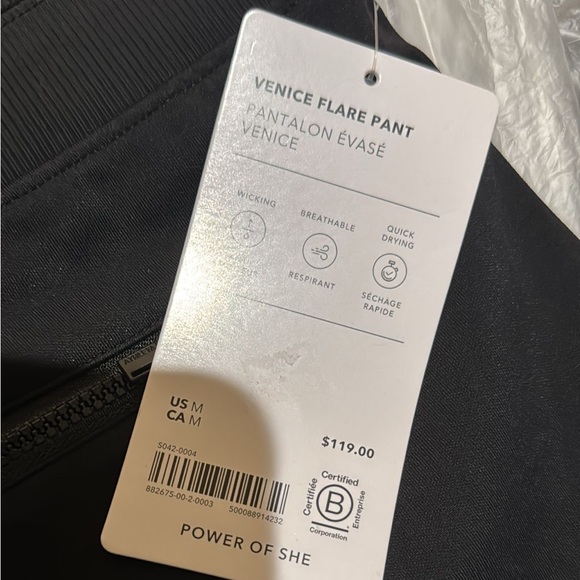 VENICE FLARE PANT
PANTALON ÉVASÉ
VENICE
WICKING
BREATHABLE
QUICK
DRYING
RESPIRANT
SÉCHAGE
RAPIDE
US M
CA M
$119.00
S042-0004
882675-00-2-0003
500088914232
Certified
Certifiée
B
Entreprise
Corporation
POWER OF SHE